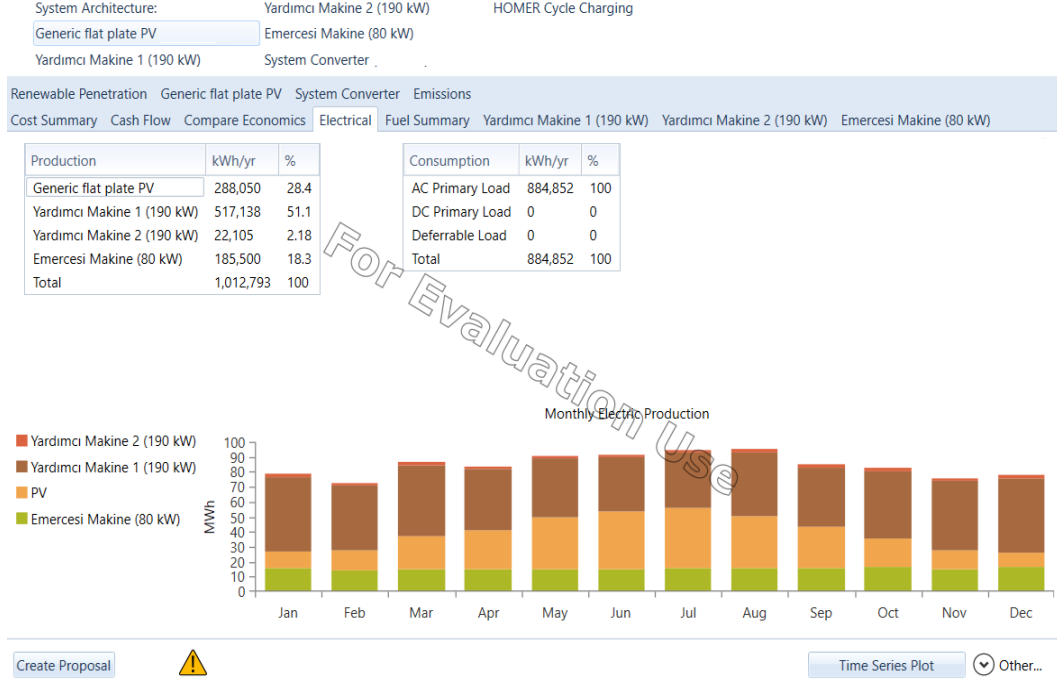 System Architecture: Yardımcı Makine 2 (190 kW) HOMER Cycle Charging
Generic flat plate PV Emercesi Makine (80 kW)
Yardımcı Makine 1 (190 kW) System Converter
Renewable Penetration Generic flat plate PV System Converter Emissions
Cost Summary Cash Flow Compare Economics Electrical Fuel Summary Yardımcı Makine 1 (190 kW) Yardımcı Makine 2 (190 kW) Emercesi Makine (80 kW)
Production kWh/yr %
Generic flat plate PV 288,050 28.4
Yardımcı Makine 1 (190 kW) 517,138 51.1
Yardımcı Makine 2 (190 kW) 22,105 2.18
Emercesi Makine (80 kW) 185,500 18.3
Total 1,012,793 100
Consumption kWh/yr %
AC Primary Load 884,852 100
DC Primary Load 0 0
Deferrable Load 0 0
Total 884,852 100
For Evaluation Use
Monthly Electric Production
Yardımcı Makine 2 (190 kW)
Yardımcı Makine 1 (190 kW)
PV
Emercesi Makine (80 kW)
MWh
100
90
80
70
60
50
40
30
20
10
0
Jan Feb Mar Apr May Jun Jul Aug Sep Oct Nov Dec
Create Proposal Time Series Plot Other...